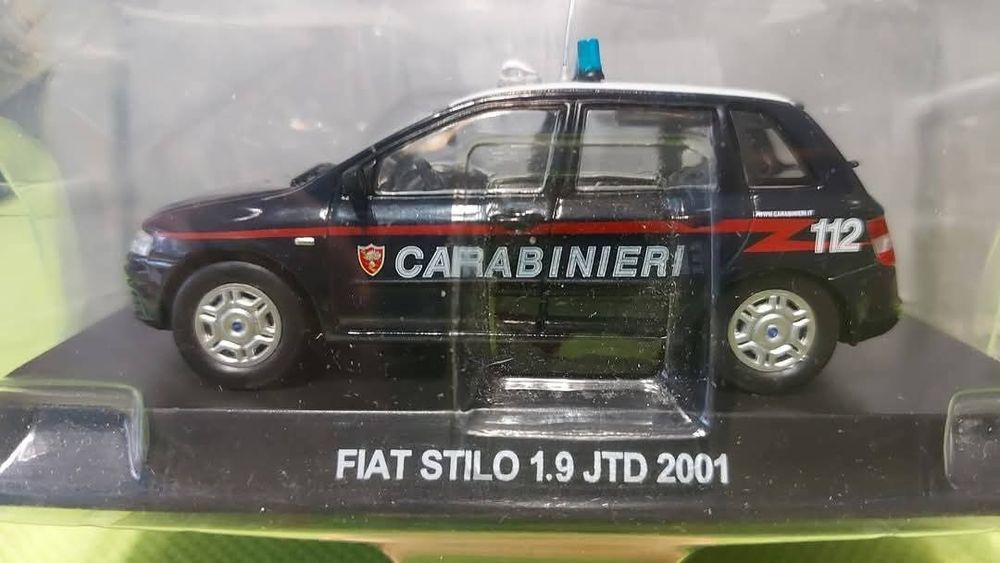 WWW.CARABINIERI.IT
112
CARABINIERI
FIAT STILO 1.9 JTD 2001